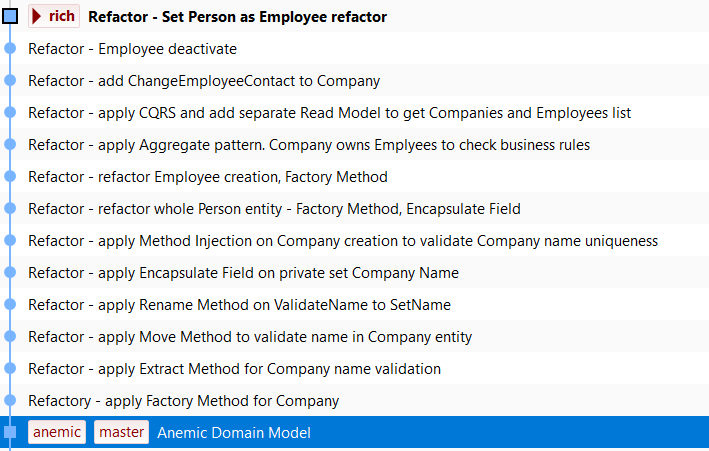 rich Refactor - Set Person as Employee refactor
Refactor - Employee deactivate
Refactor - add ChangeEmployeeContact to Company
Refactor - apply CQRS and add separate Read Model to get Companies and Employees list
Refactor - apply Aggregate pattern. Company owns Emplyees to check business rules
Refactor - refactor Employee creation, Factory Method
Refactor - refactor whole Person entity - Factory Method, Encapsulate Field
Refactor - apply Method Injection on Company creation to validate Company name uniqueness
Refactor - apply Encapsulate Field on private set Company Name
Refactor - apply Rename Method on ValidateName to SetName
Refactor - apply Move Method to validate name in Company entity
Refactor - apply Extract Method for Company name validation
Refactory - apply Factory Method for Company
anemic master Anemic Domain Model